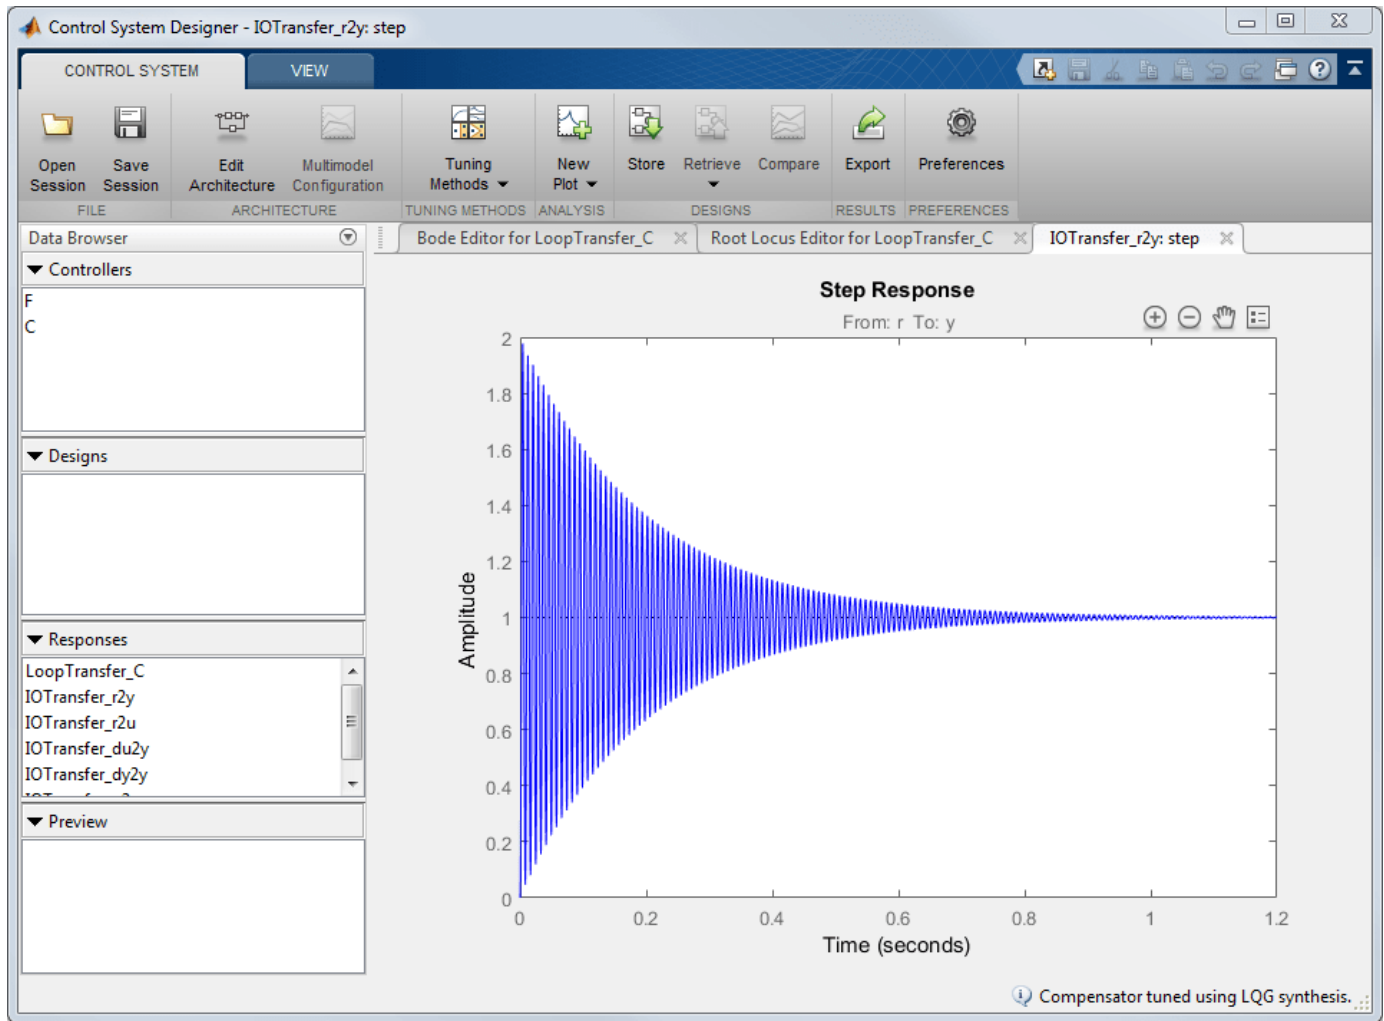 Control System Designer - IOTransfer_r2y: step
CONTROL SYSTEM
VIEW
Open Session
Save Session
Edit Architecture
Multimodel Configuration
Tuning Methods
New Plot
Store
Retrieve
Compare
Export
Preferences
FILE
ARCHITECTURE
TUNING METHODS
ANALYSIS
DESIGNS
RESULTS
PREFERENCES
Data Browser
Bode Editor for LoopTransfer_C
Root Locus Editor for LoopTransfer_C
IOTransfer_r2y: step
Controllers
F
C
Designs
Responses
LoopTransfer_C
IOTransfer_r2y
IOTransfer_r2u
IOTransfer_du2y
IOTransfer_dy2y
Preview
Step Response
From: r To: y
Amplitude
2
1.8
1.6
1.4
1.2
1
0.8
0.6
0.4
0.2
0
0
0.2
0.4
0.6
0.8
1
1.2
Time (seconds)
Compensator tuned using LQG synthesis.